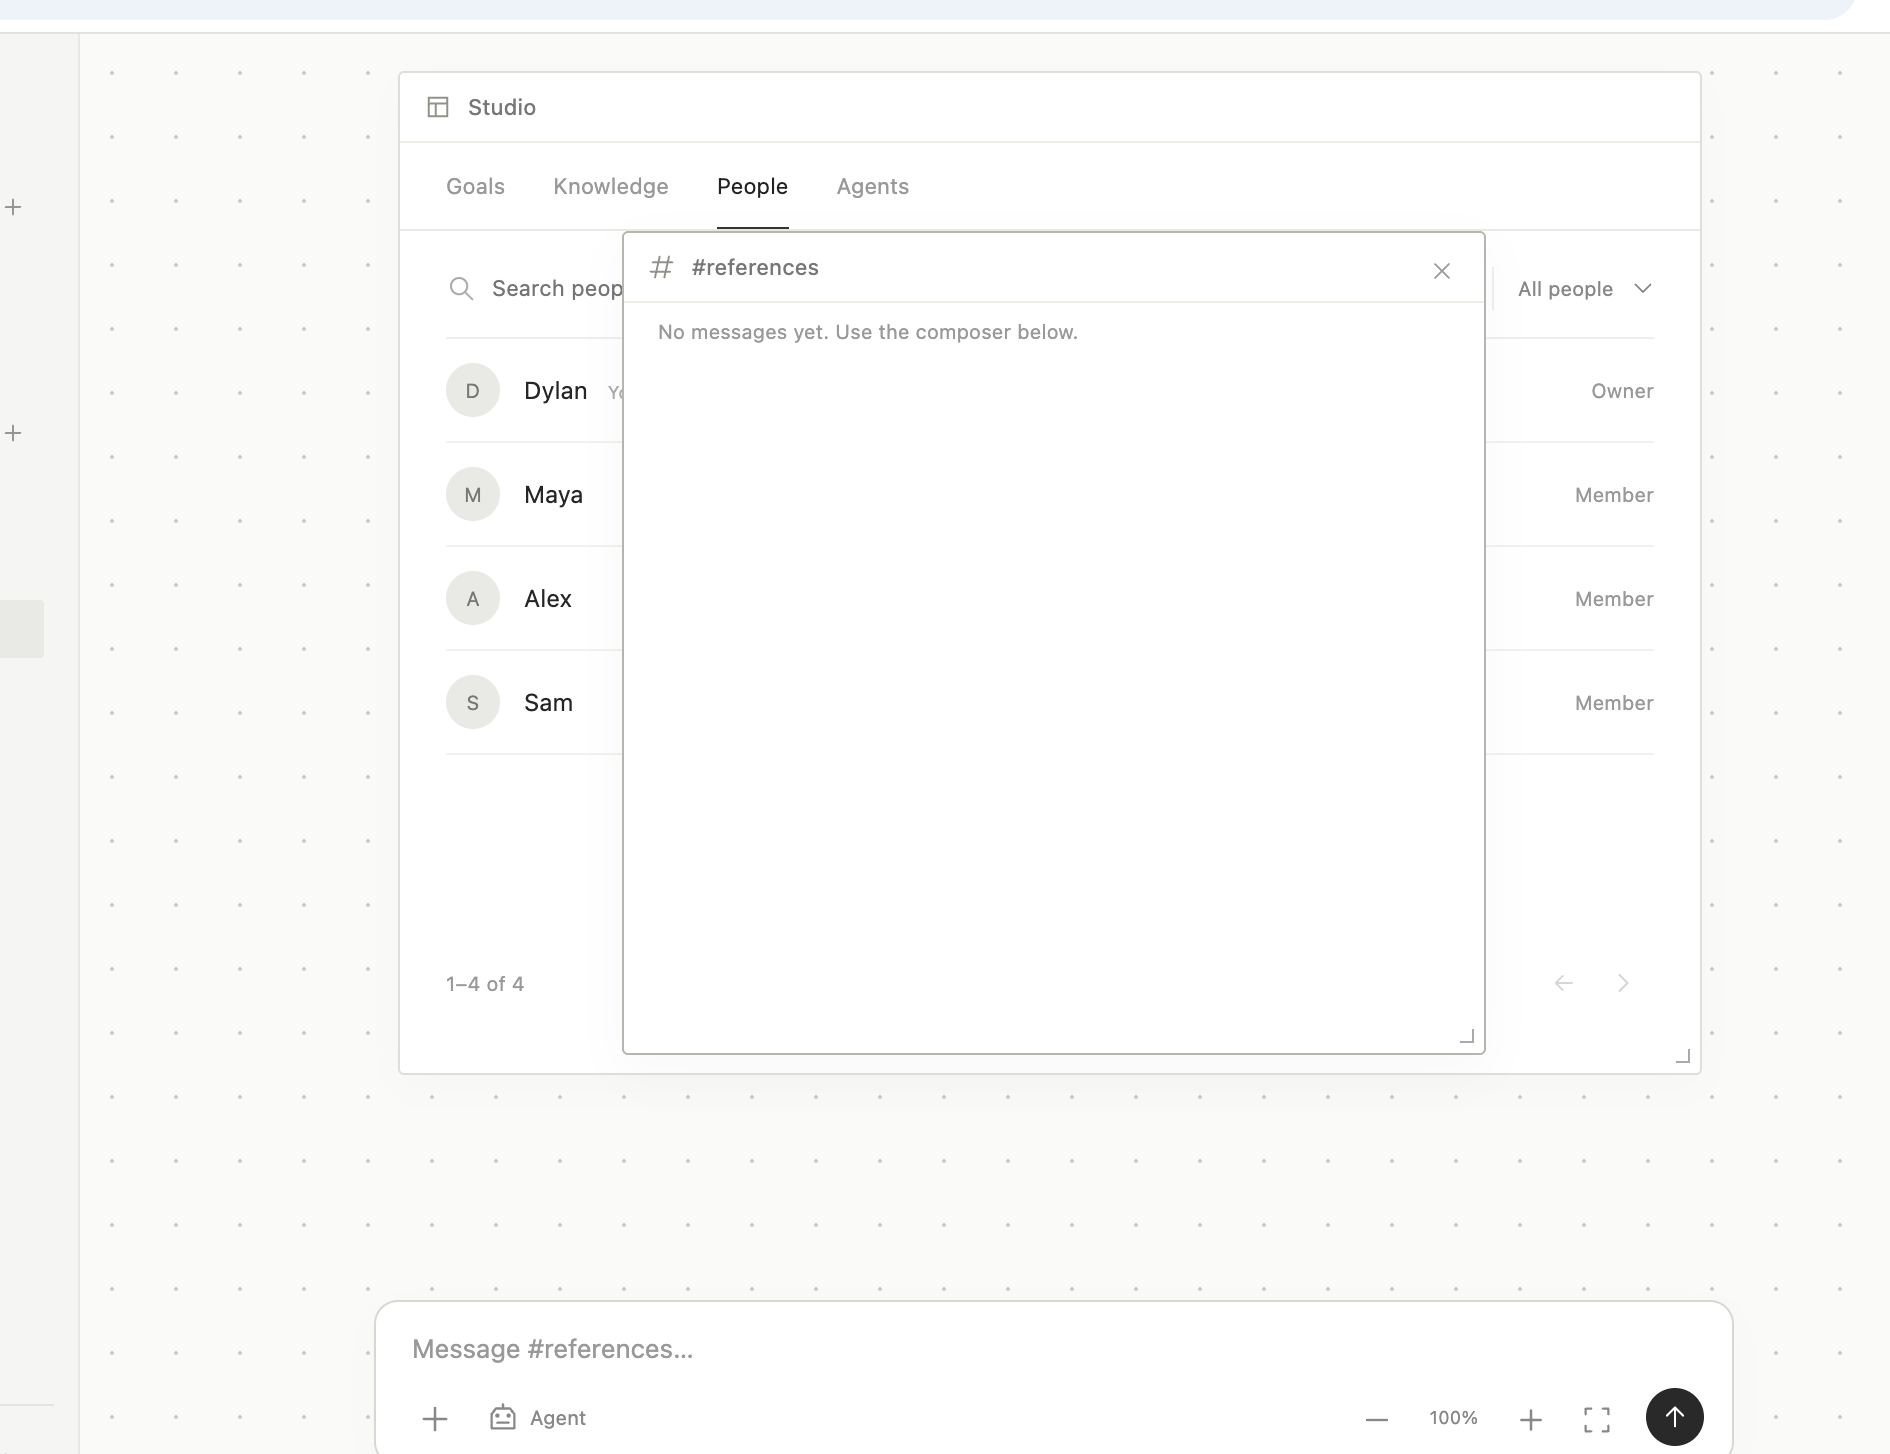 Studio
Goals Knowledge People Agents
Search peop
All people
# #references
No messages yet. Use the composer below.
D Dylan Yo
Owner
M Maya
Member
A Alex
Member
S Sam
Member
1–4 of 4
Message #references...
Agent
100%